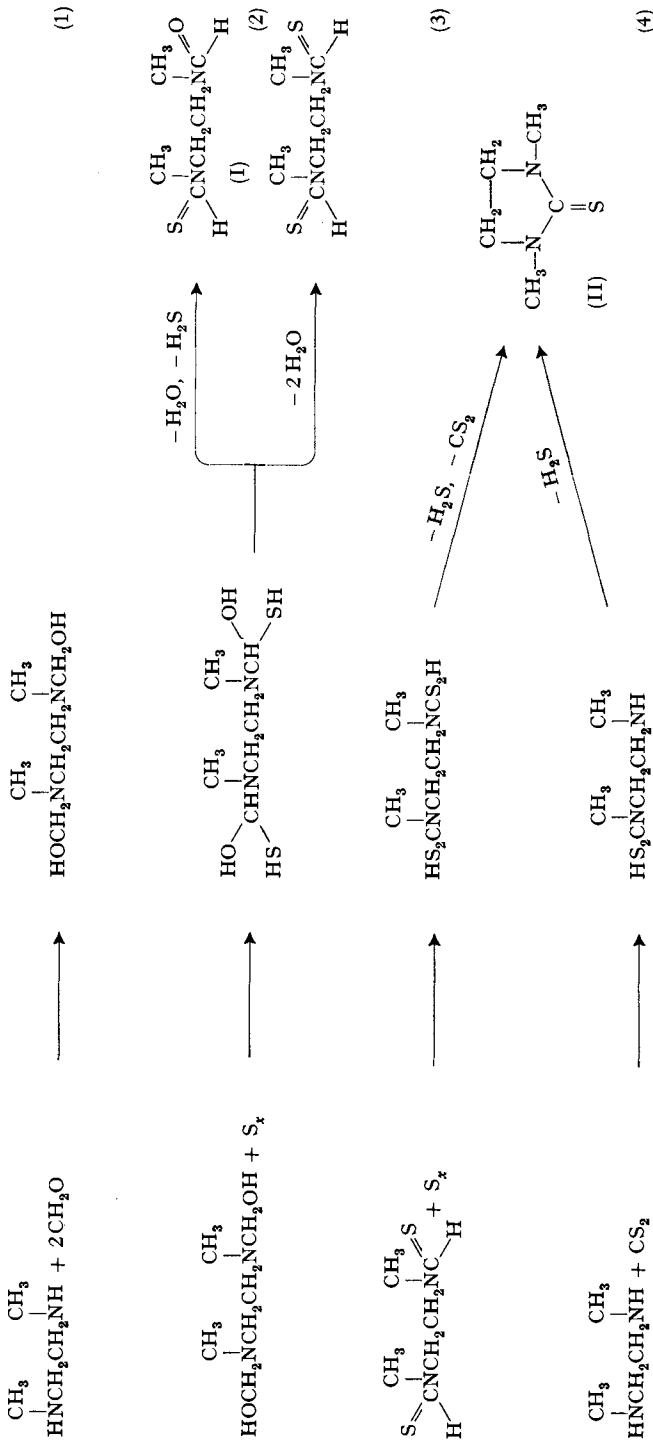 CH₃ CH₃
HNCH₂CH₂NH + 2CH₂O
CH₃ CH₃
HOCH₂NCH₂CH₂NCH₂OH
(1)
CH₃ CH₃
HOCH₂NCH₂CH₂NCH₂OH + Sₓ
HO CH₃ CH₃ OH
CHNCH₂CH₂NCH
HS SH
−H₂O, −H₂S
S CH₃ CH₃ O
CNCH₂CH₂NC
H H
(I)
(2)
−2H₂O
S CH₃ CH₃ S
CNCH₂CH₂NC
H H
S CH₃ CH₃ S
CNCH₂CH₂NC + Sₓ
H H
CH₃ CH₃
HS₂CNCH₂CH₂NCS₂H
−H₂S, −CS₂
(3)
CH₂ CH₂
CH₃ N N CH₃
C
S
(II)
CH₃ CH₃
HNCH₂CH₂NH + CS₂
CH₃ CH₃
HS₂CNCH₂CH₂NH
−H₂S
(4)